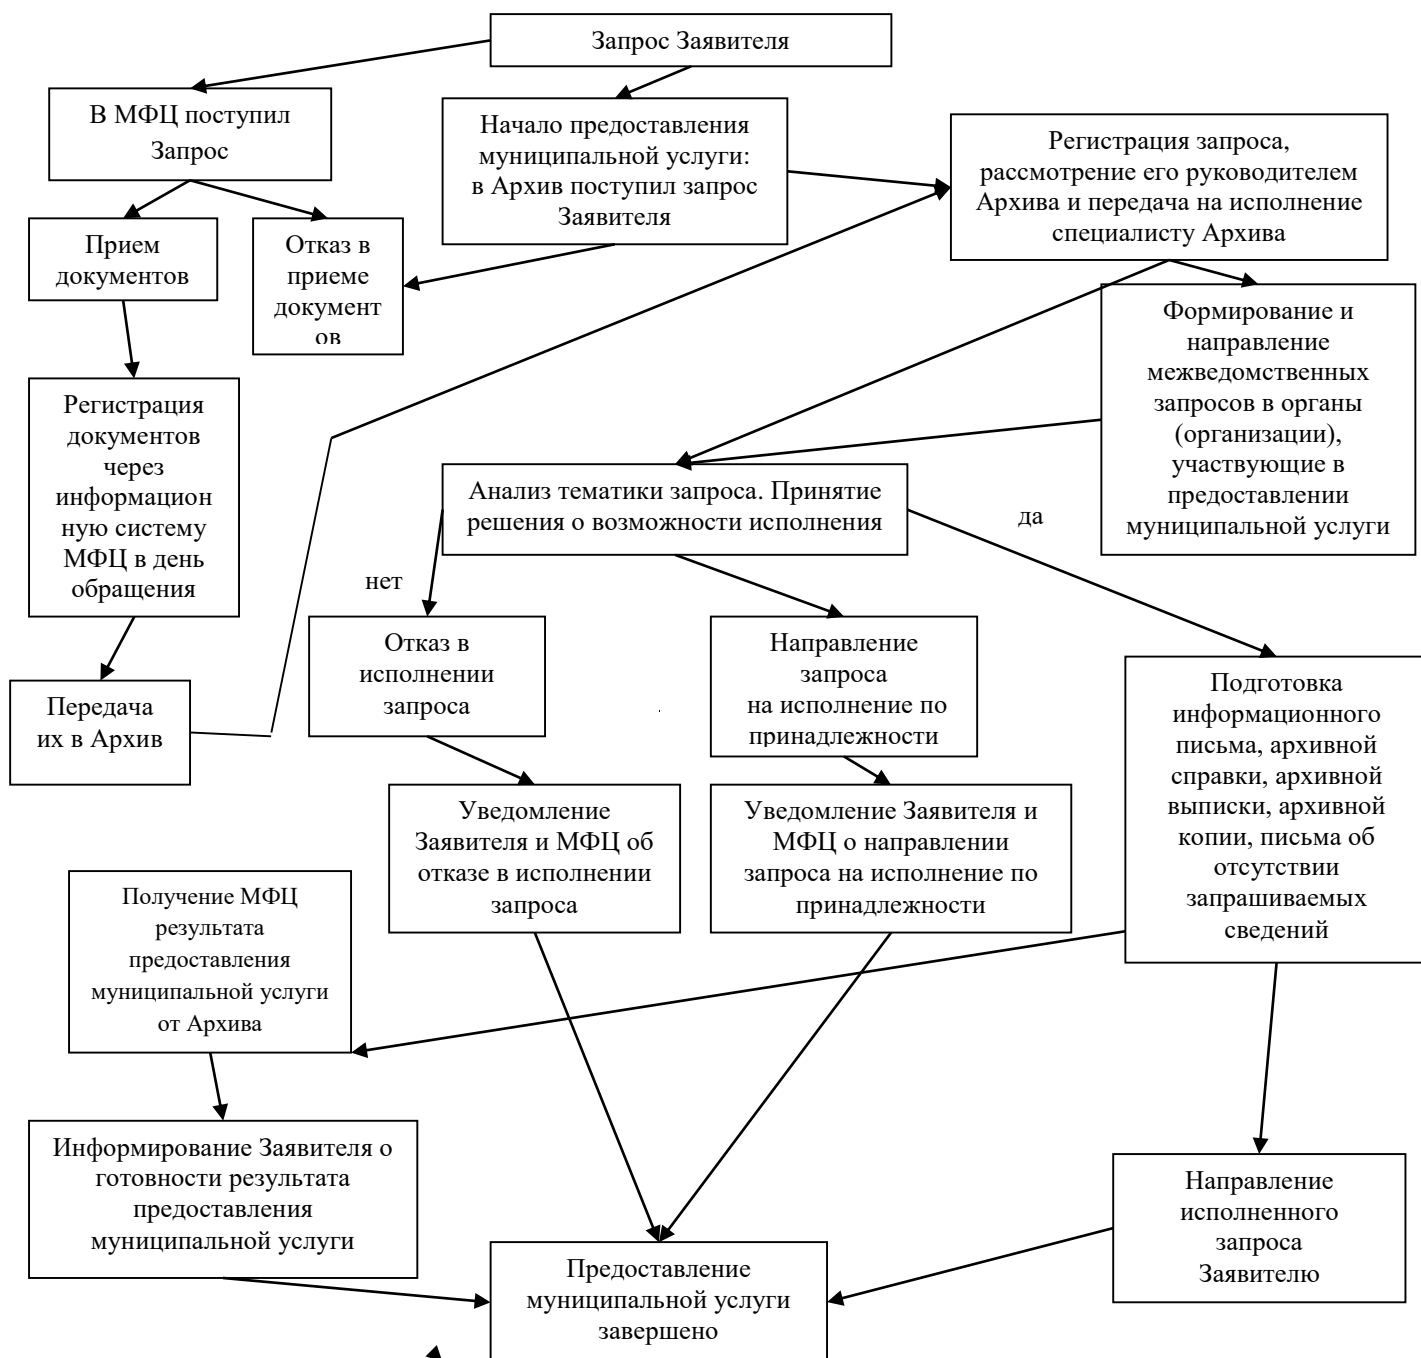 Запрос Заявителя
В МФЦ поступил
Запрос
Начало предоставления
муниципальной услуги:
в Архив поступил запрос
Заявителя
Регистрация запроса,
рассмотрение его руководителем
Архива и передача на исполнение
специалисту Архива
Прием
документов
Отказ в
приеме
документ
ов
Формирование и
направление
межведомственных
запросов в органы
(организации),
участвующие в
предоставлении
муниципальной услуги
Регистрация
документов
через
информацион
ную систему
МФЦ в день
обращения
Анализ тематики запроса. Принятие
решения о возможности исполнения
да
нет
Отказ в
исполнении
запроса
Направление
запроса
на исполнение по
принадлежности
Передача
их в Архив
Подготовка
информационного
письма, архивной
справки, архивной
выписки, архивной
копии, письма об
отсутствии
запрашиваемых
сведений
Уведомление
Заявителя и МФЦ об
отказе в исполнении
запроса
Уведомление Заявителя и
МФЦ о направлении
запроса на исполнение по
принадлежности
Получение МФЦ
результата
предоставления
муниципальной услуги
от Архива
Информирование Заявителя о
готовности результата
предоставления
муниципальной услуги
Направление
исполненного
запроса
Заявителю
Предоставление
муниципальной услуги
завершено